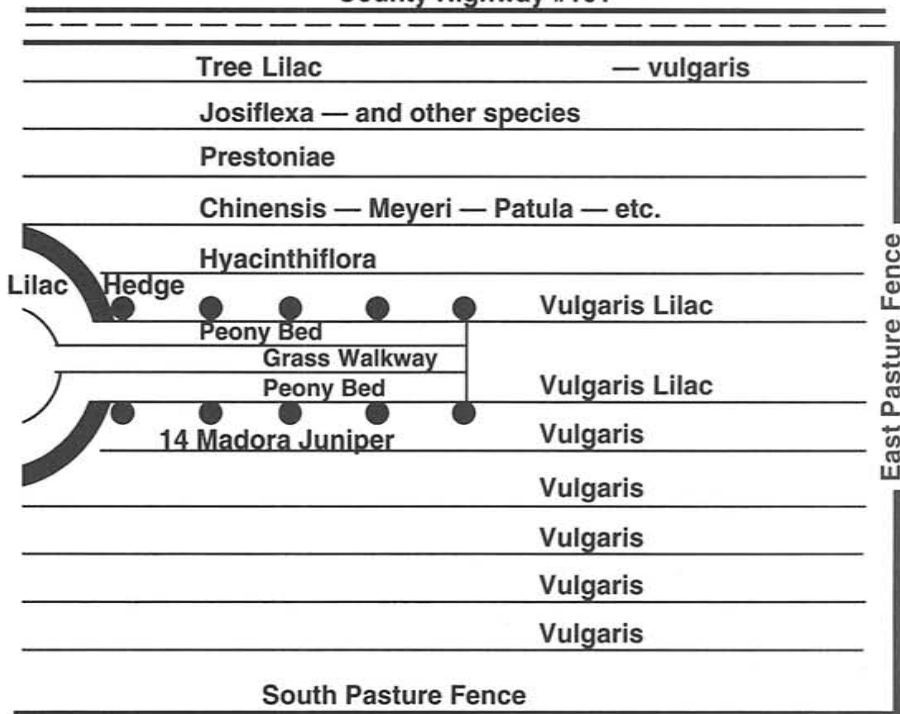 Tree Lilac — vulgaris
Josiflexa — and other species
Prestoniae
Chinensis — Meyeri — Patula — etc.
Hyacinthiflora
Lilac Hedge
Vulgaris Lilac
Peony Bed
Grass Walkway
Peony Bed
Vulgaris Lilac
14 Madora Juniper
Vulgaris
Vulgaris
Vulgaris
Vulgaris
Vulgaris
South Pasture Fence
East Pasture Fence